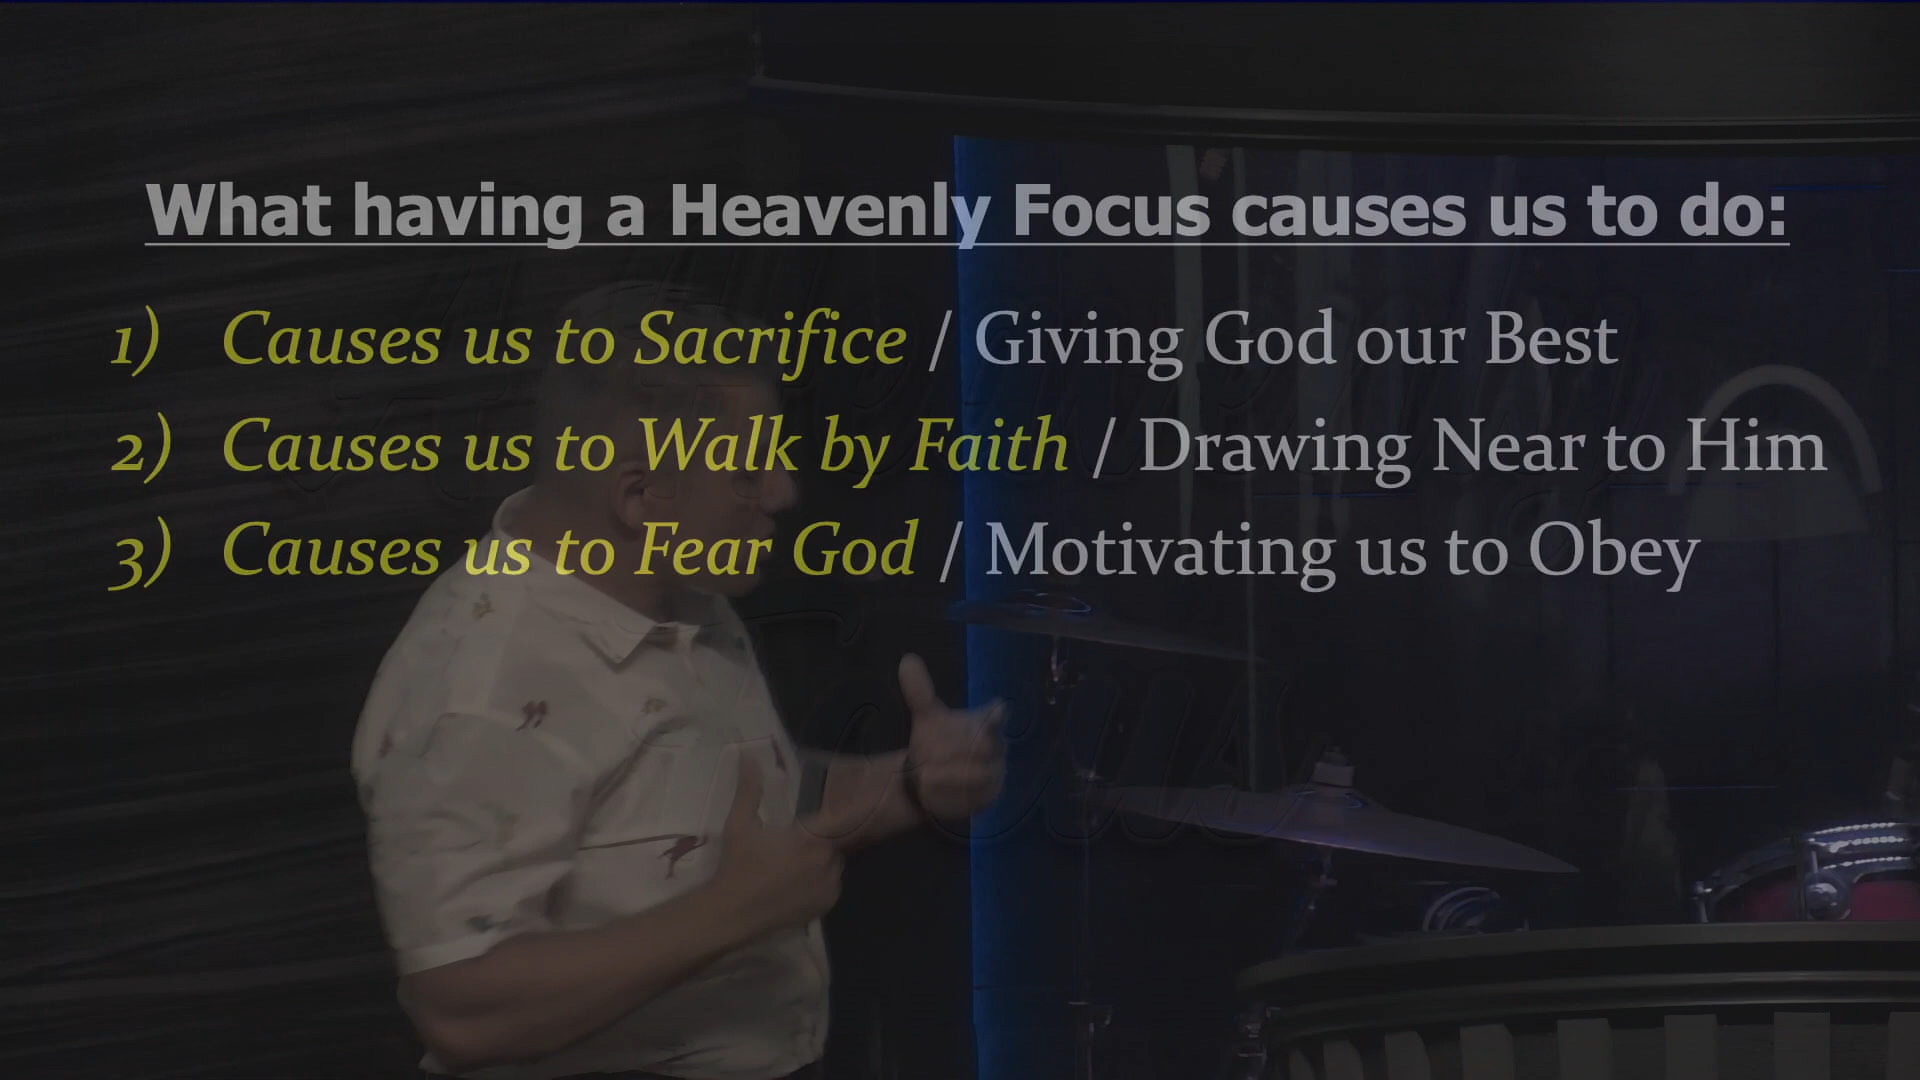 What having a Heavenly Focus causes us to do:
1) Causes us to Sacrifice / Giving God our Best
2) Causes us to Walk by Faith / Drawing Near to Him
3) Causes us to Fear God / Motivating us to Obey
A Heavenly
Focus